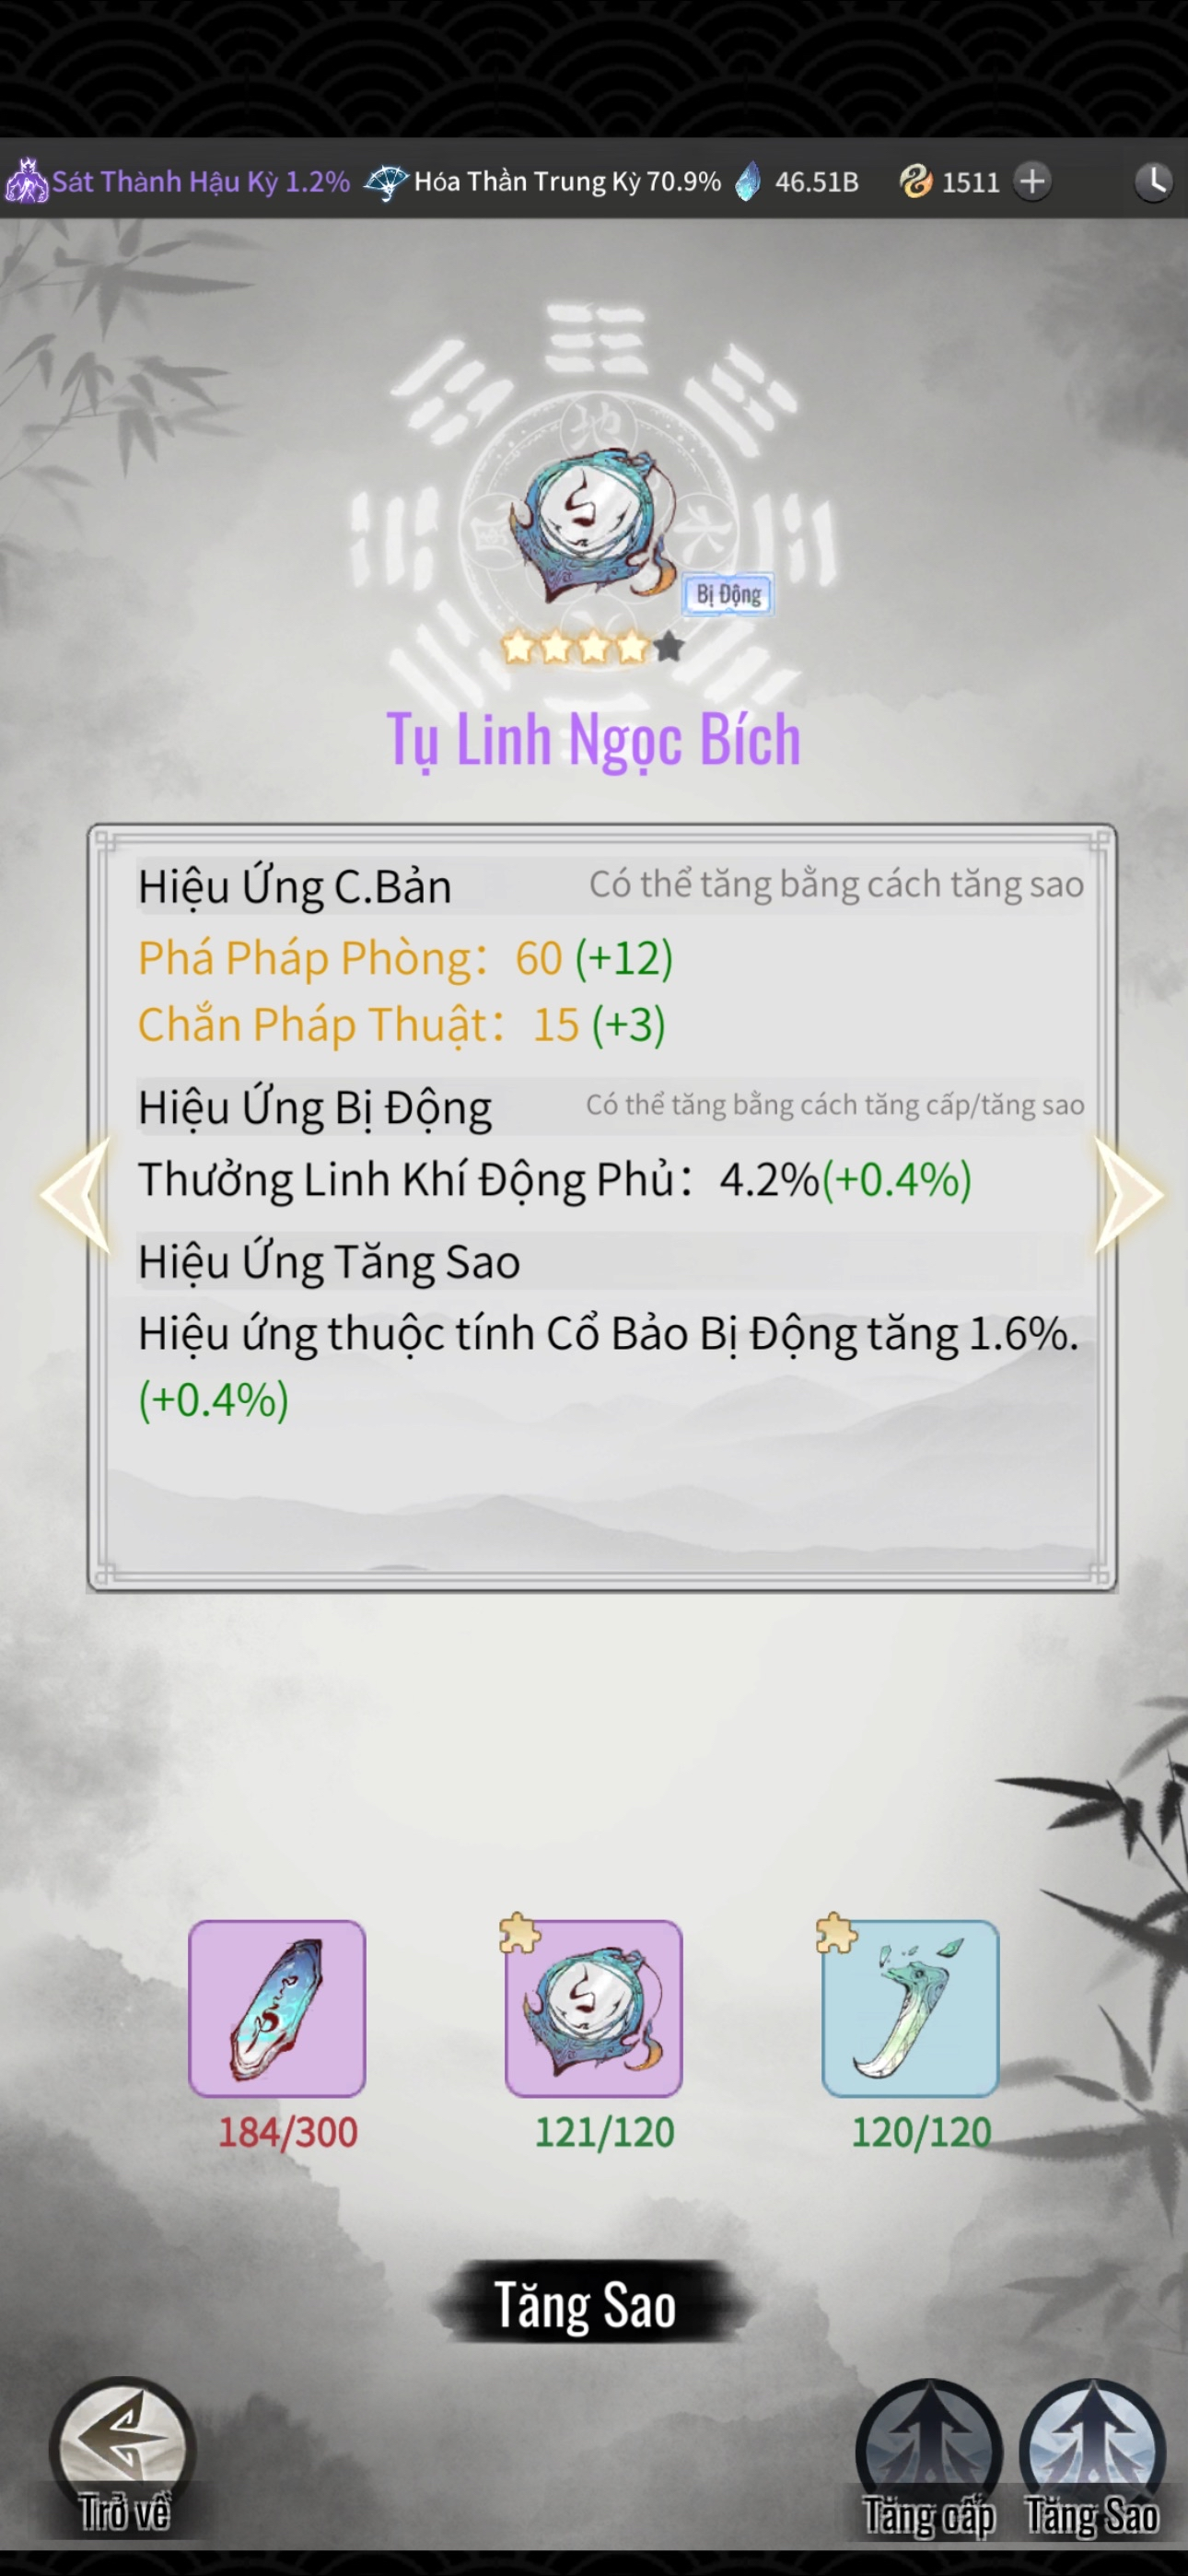 Sát Thành Hậu Kỳ 1.2% Hóa Thần Trung Kỳ 70.9% 46.51B 1511
地
Bị Động
Tụ Linh Ngọc Bích
Hiệu Ứng C.Bản Có thể tăng bằng cách tăng sao
Phá Pháp Phòng: 60 (+12)
Chắn Pháp Thuật: 15 (+3)
Hiệu Ứng Bị Động Có thể tăng bằng cách tăng cấp/tăng sao
Thưởng Linh Khí Động Phủ: 4.2%(+0.4%)
Hiệu Ứng Tăng Sao
Hiệu ứng thuộc tính Cổ Bảo Bị Động tăng 1.6%.
(+0.4%)
184/300 121/120 120/120
Tăng Sao
Trở về Tăng cấp Tăng Sao